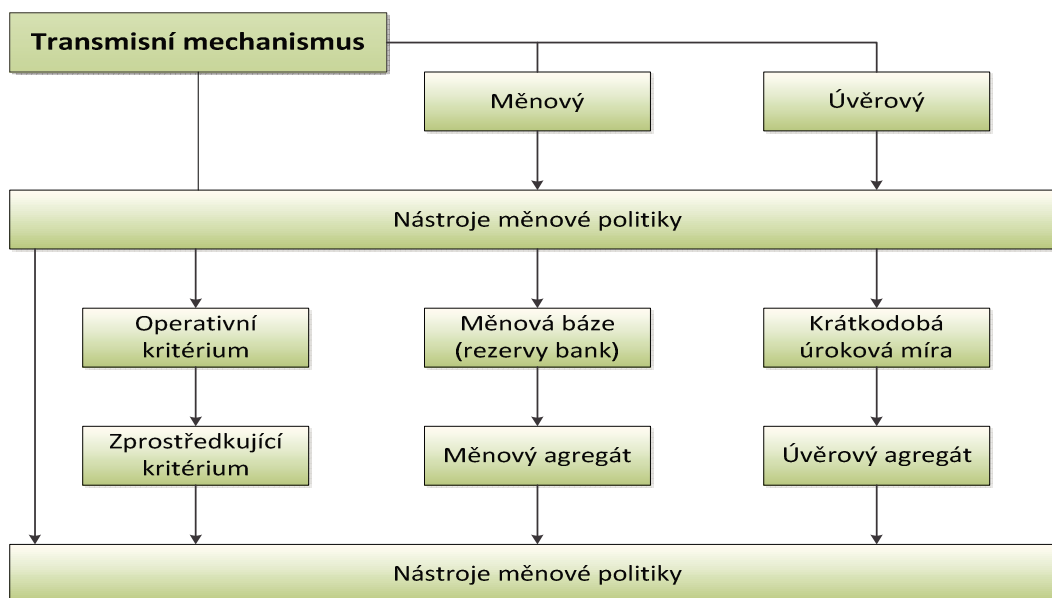 Transmisní mechanismus
Měnový
Úvěrový
Nástroje měnové politiky
Operativní
kritérium
Měnová báze
(rezervy bank)
Krátkodobá
úroková míra
Zprostředkující
kritérium
Měnový agregát
Úvěrový agregát
Nástroje měnové politiky